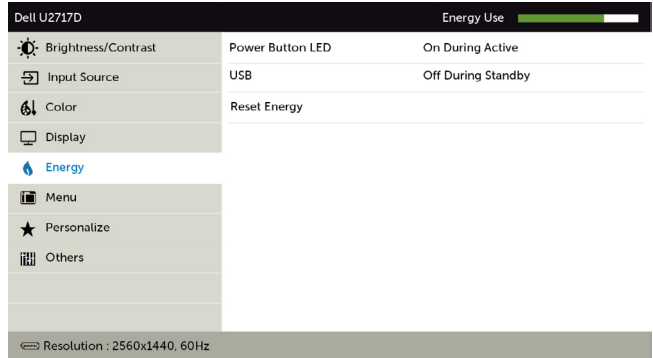 Dell U2717D Energy Use
Brightness/Contrast Power Button LED On During Active
Input Source USB Off During Standby
Color Reset Energy
Display
Energy
Menu
Personalize
Others
Resolution : 2560x1440, 60Hz